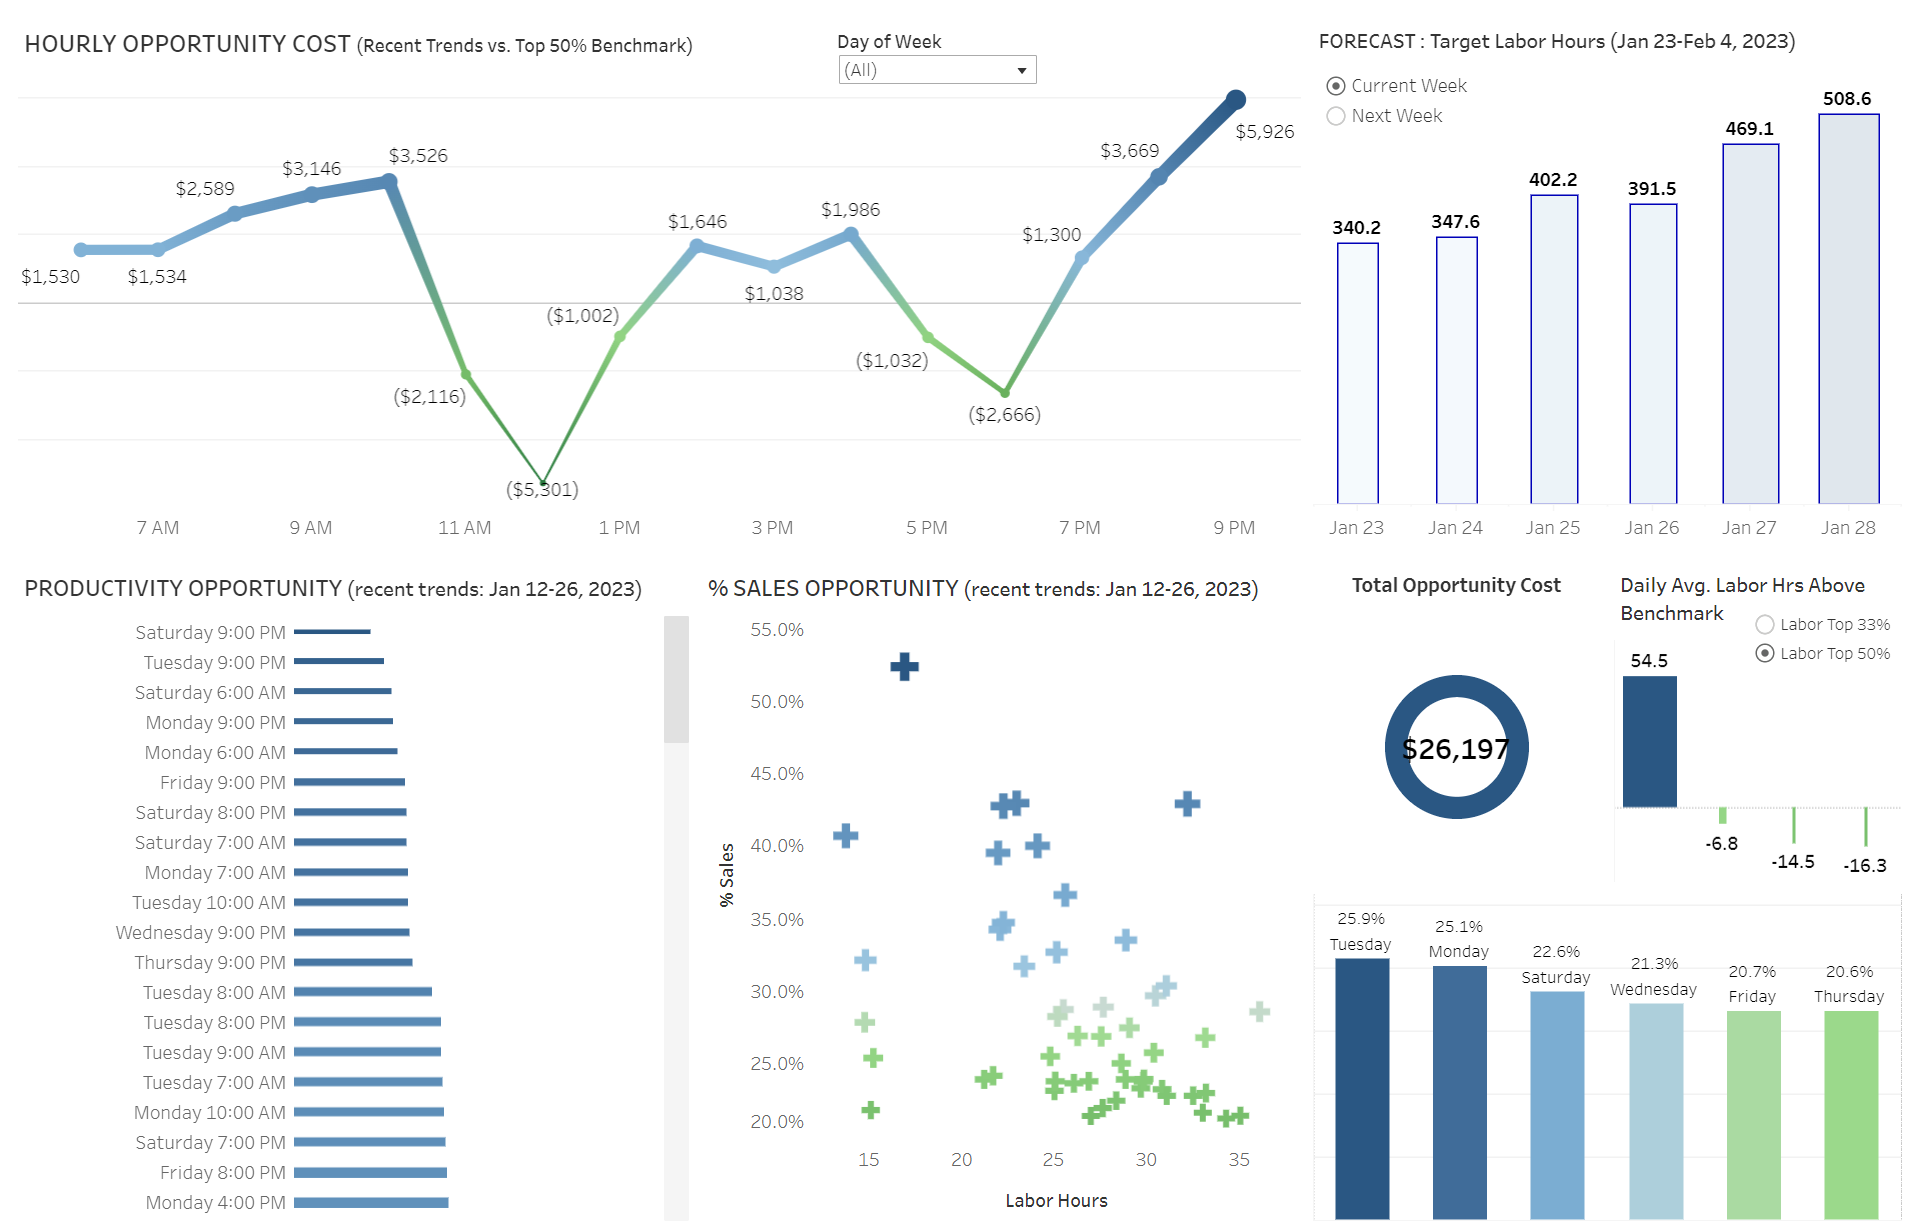 HOURLY OPPORTUNITY COST (Recent Trends vs. Top 50% Benchmark)
Day of Week
(All)
$1,530
$1,534
$2,589
$3,146
$3,526
($2,116)
($5,301)
($1,002)
$1,646
$1,038
$1,986
($1,032)
($2,666)
$1,300
$3,669
$5,926
7 AM 9 AM 11 AM 1 PM 3 PM 5 PM 7 PM 9 PM
FORECAST : Target Labor Hours (Jan 23-Feb 4, 2023)
Current Week
Next Week
340.2 347.6 402.2 391.5 469.1 508.6
Jan 23 Jan 24 Jan 25 Jan 26 Jan 27 Jan 28
PRODUCTIVITY OPPORTUNITY (recent trends: Jan 12-26, 2023)
Saturday 9:00 PM
Tuesday 9:00 PM
Saturday 6:00 AM
Monday 9:00 PM
Monday 6:00 AM
Friday 9:00 PM
Saturday 8:00 PM
Saturday 7:00 AM
Monday 7:00 AM
Tuesday 10:00 AM
Wednesday 9:00 PM
Thursday 9:00 PM
Tuesday 8:00 AM
Tuesday 8:00 PM
Tuesday 9:00 AM
Tuesday 7:00 AM
Monday 10:00 AM
Saturday 7:00 PM
Friday 8:00 PM
Monday 4:00 PM
% SALES OPPORTUNITY (recent trends: Jan 12-26, 2023)
% Sales
55.0%
50.0%
45.0%
40.0%
35.0%
30.0%
25.0%
20.0%
15 20 25 30 35
Labor Hours
Total Opportunity Cost
$26,197
Daily Avg. Labor Hrs Above
Benchmark
Labor Top 33%
Labor Top 50%
54.5
-6.8
-14.5
-16.3
25.9%
Tuesday
25.1%
Monday
22.6%
Saturday
21.3%
Wednesday
20.7%
Friday
20.6%
Thursday